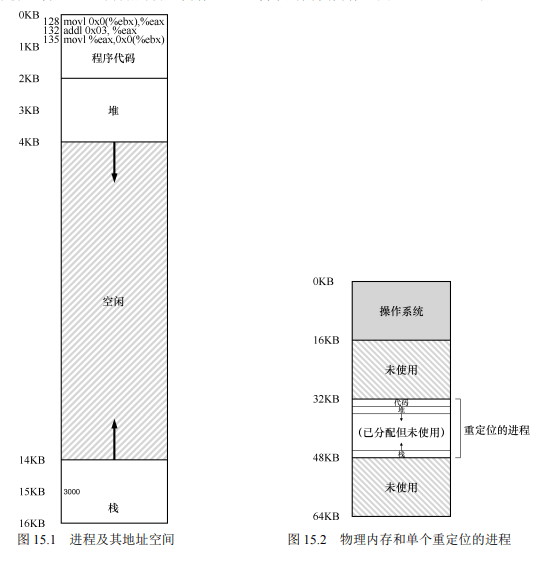 0KB
128 movl 0x0(%ebx),%eax
132 addl 0x03, %eax
135 movl %eax,0x0(%ebx)
1KB
程序代码
2KB
3KB
堆
4KB
空闲
14KB
15KB
3000
栈
16KB
图 15.1 进程及其地址空间
0KB
操作系统
16KB
未使用
32KB
代码
堆
(已分配但未使用)
重定位的进程
栈
48KB
未使用
64KB
图 15.2 物理内存和单个重定位的进程